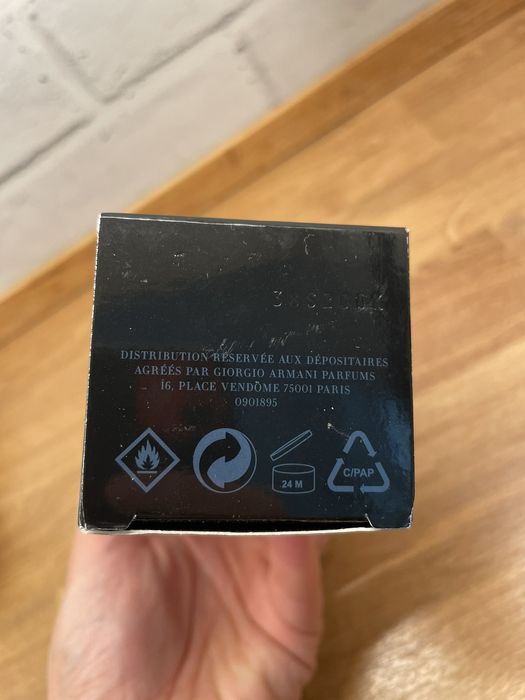 DISTRIBUTION RÉSERVÉE AUX DÉPOSITAIRES
AGRÉÉS PAR GIORGIO ARMANI PARFUMS
16, PLACE VENDÔME 75001 PARIS
0901895
24 M
C/PAP